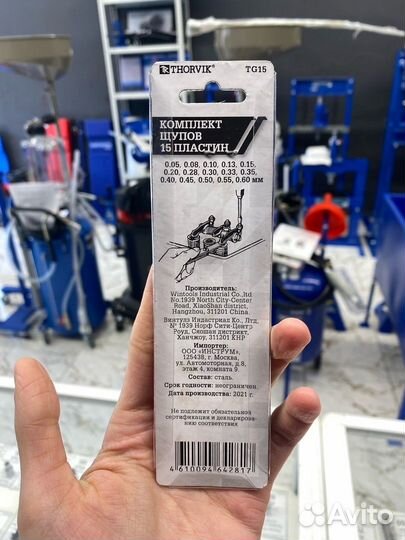 THORVIK® TG15
КОМПЛЕКТ
ЩУПОВ
15 ПЛАСТИН
0.05, 0.08, 0.10, 0.13, 0.15,
0.20, 0.28, 0.30, 0.33, 0.35,
0.40, 0.45, 0.50, 0.55, 0.60 мм
Производитель:
Wintools Industrial Co.,ltd
No.1939 North City-Center
Road, XiaoShan district,
Hangzhou, 311201 China.
Винтулз Индастриал Ко., Лтд,
№ 1939 Норф Сити-Центр
Роуд, Сяошан дистрикт,
Ханчжоу, 311201 КНР
Импортер:
ООО «ИНСТРУМ»,
125438, г. Москва,
ул. Автомоторная, д.8,
этаж 4, комната 9.
Состав: сталь.
Срок годности: неограничен.
Дата производства: 2021 г.
Не подлежит обязательной
сертификации и декларированию
соответствия
4610094642817
Avito